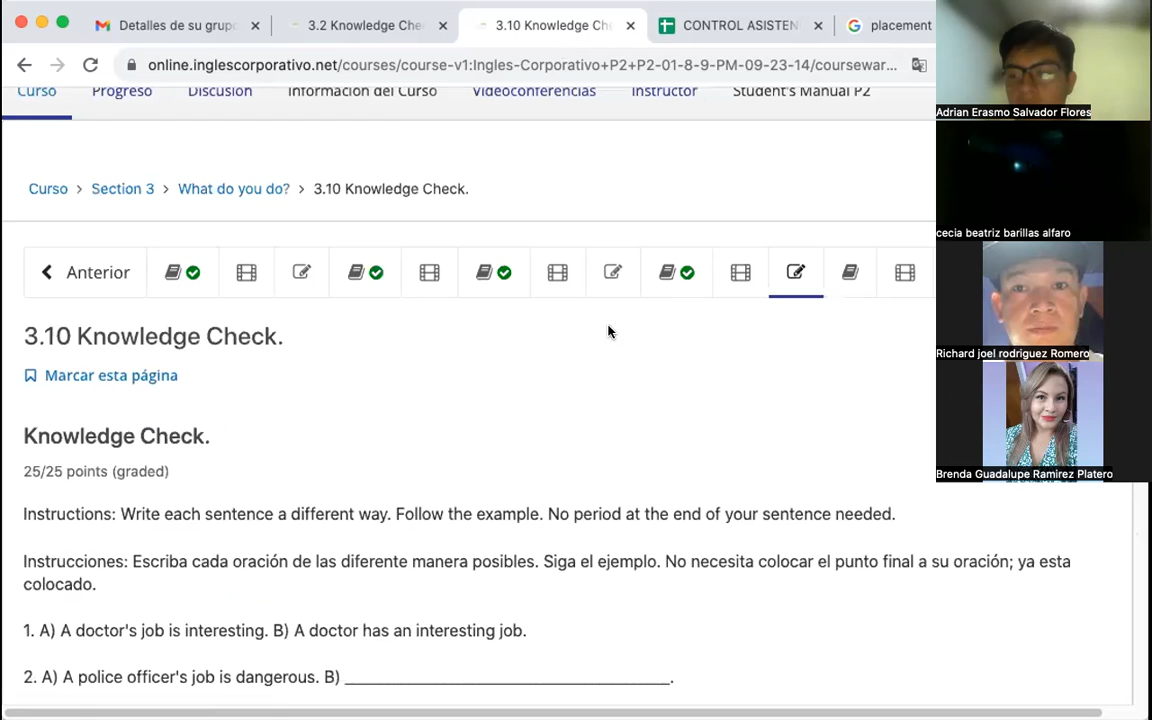 Detalles de su grup
3.2 Knowledge Che
3.10 Knowledge Ch
CONTROL ASISTEN
placement
online.inglescorporativo.net/courses/course-v1:Ingles-Corporativo+P2+P2-01-8-9-PM-09-23-14/coursewar...
Curso
Progreso
Discusión
Información del Curso
Videoconferencias
Instructor
Student's Manual P2
Adrian Erasmo Salvador Flores
Curso > Section 3 > What do you do? > 3.10 Knowledge Check.
cecia beatriz barillas alfaro
Anterior
3.10 Knowledge Check.
Richard joel rodriguez Romero
Marcar esta página
Knowledge Check.
25/25 points (graded)
Brenda Guadalupe Ramirez Platero
Instructions: Write each sentence a different way. Follow the example. No period at the end of your sentence needed.
Instrucciones: Escriba cada oración de las diferente manera posibles. Siga el ejemplo. No necesita colocar el punto final a su oración; ya esta
colocado.
1. A) A doctor's job is interesting. B) A doctor has an interesting job.
2. A) A police officer's job is dangerous. B) ____________________________________.